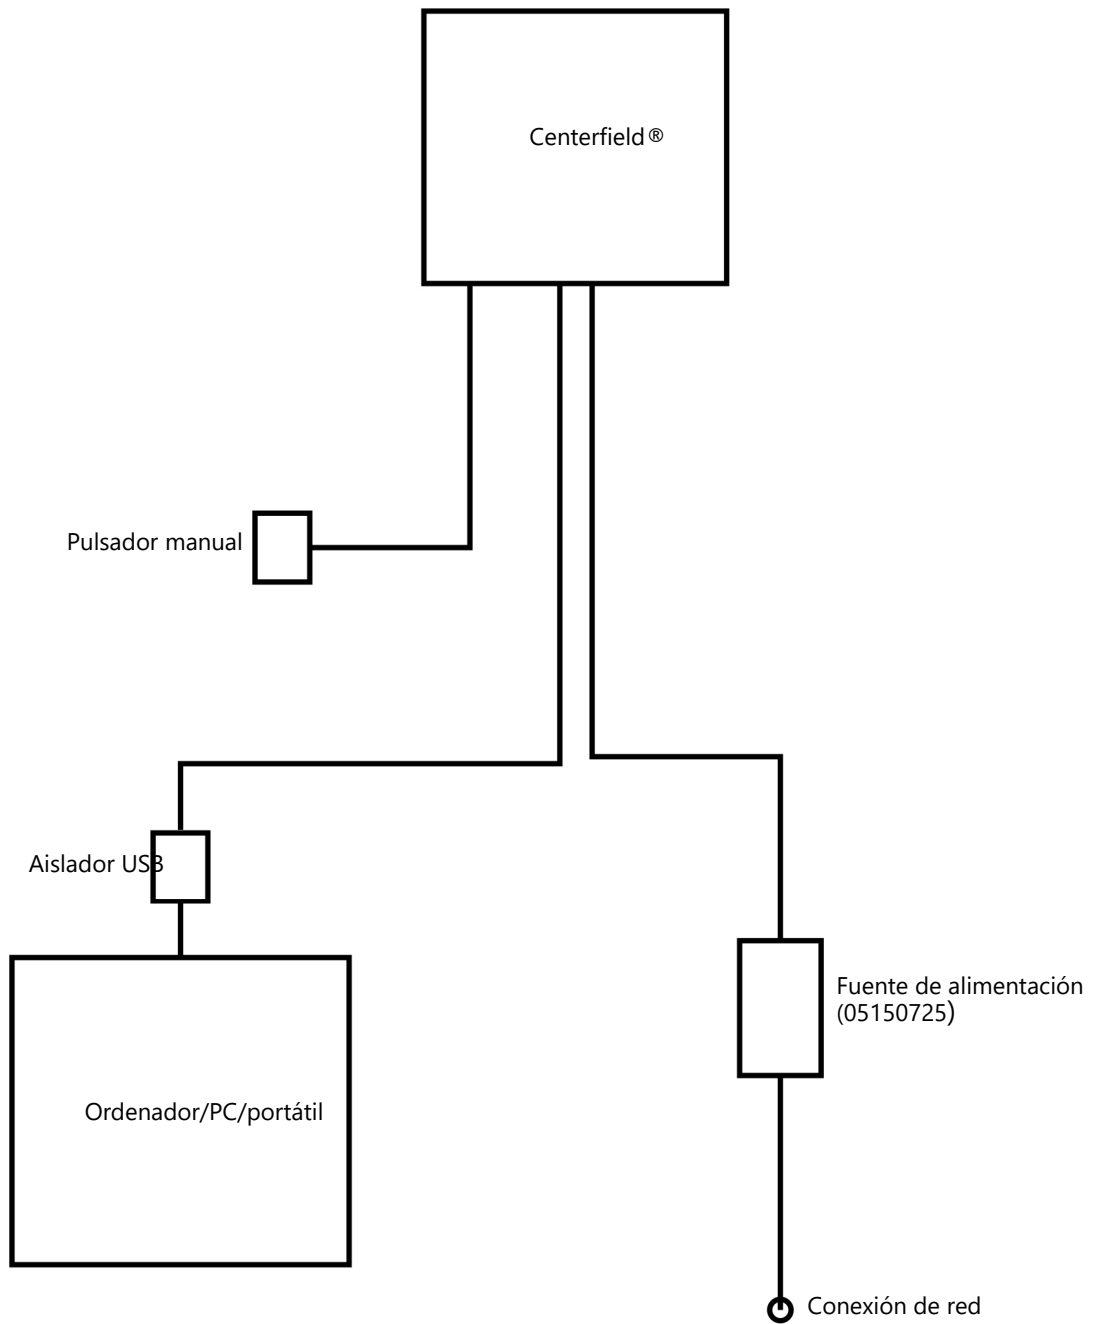 Centerfield®
Pulsador manual
Aislador USB
Fuente de alimentación
(05150725)
Ordenador/PC/portátil
Conexión de red